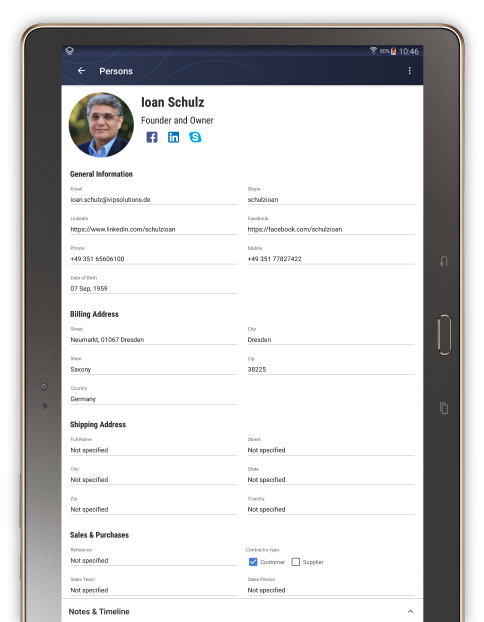 80% 10:46
Persons
Ioan Schulz
Founder and Owner
General Information
Email Skype
ioan.schulz@vipsolutions.de schulzioan
LinkedIn Facebook
https://www.linkedin.com/schulzioan https://facebook.com/schulzioan
Phone Mobile
+49 351 65606100 +49 351 77827422
Date of Birth
07 Sep, 1959
Billing Address
Street City
Neumarkt, 01067 Dresden Dresden
State Zip
Saxony 38225
Country
Germany
Shipping Address
Full Name Street
Not specified Not specified
City State
Not specified Not specified
Zip Country
Not specified Not specified
Sales & Purchases
Reference Contractor type:
Not specified Customer Supplier
Sales Team Sales Person
Not specified Not specified
Notes & Timeline